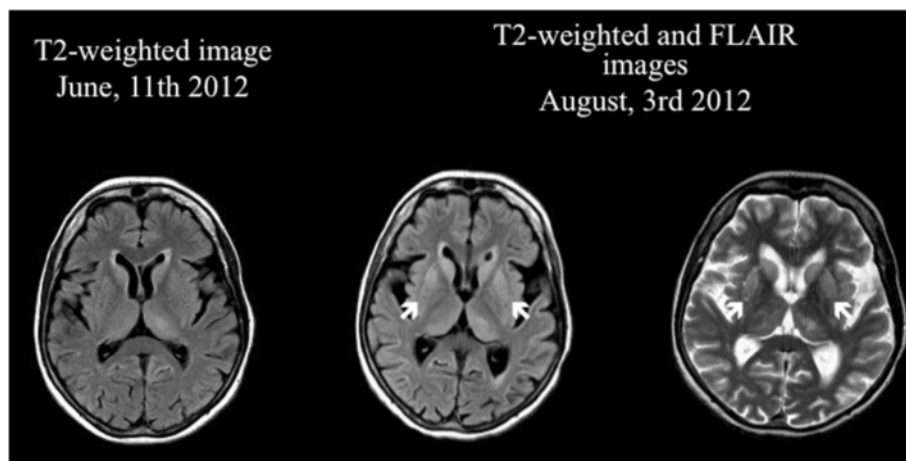 T2-weighted image
June, 11th 2012
T2-weighted and FLAIR
images
August, 3rd 2012